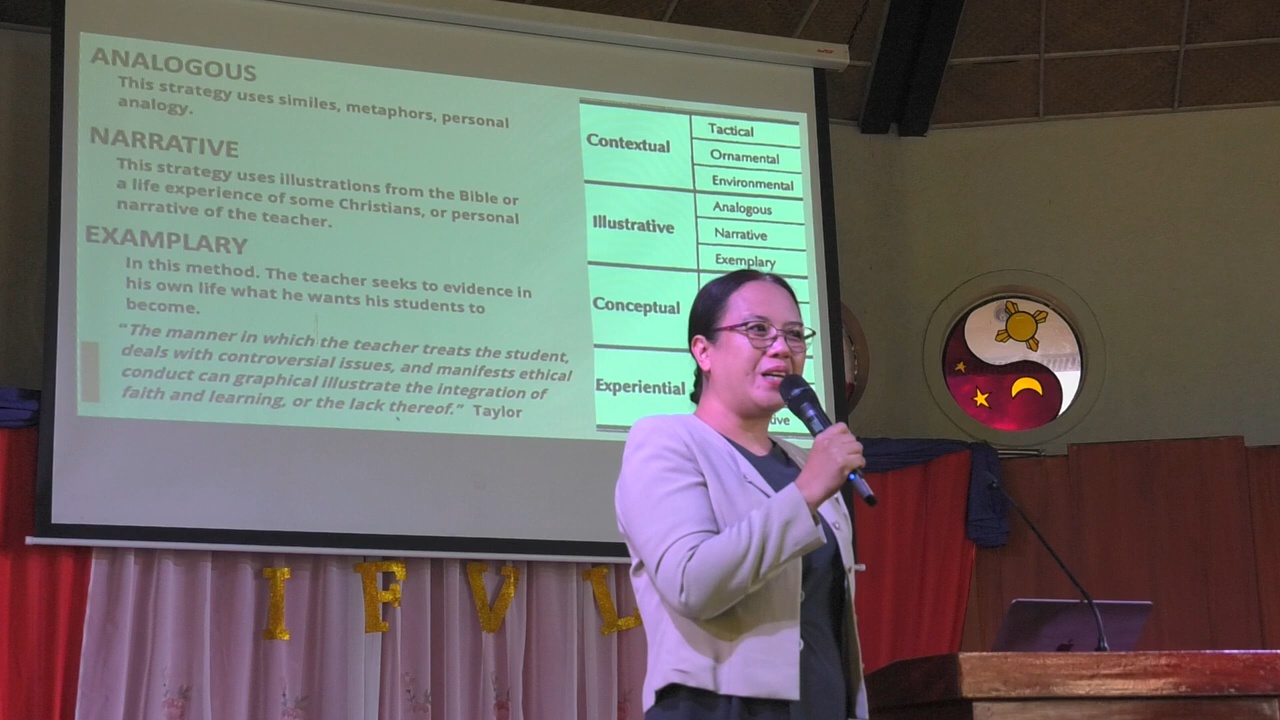 ANALOGOUS
This strategy uses similes, metaphors, personal
analogy.
NARRATIVE
This strategy uses illustrations from the Bible or
a life experience of some Christians, or personal
narrative of the teacher.
EXAMPLARY
In this method. The teacher seeks to evidence in
his own life what he wants his students to
become.
“The manner in which the teacher treats the student,
deals with controversial issues, and manifests ethical
conduct can graphical illustrate the integration of
faith and learning, or the lack thereof.” Taylor
Contextual
Tactical
Ornamental
Environmental
Illustrative
Analogous
Narrative
Exemplary
Conceptual
Experiential
I F V L